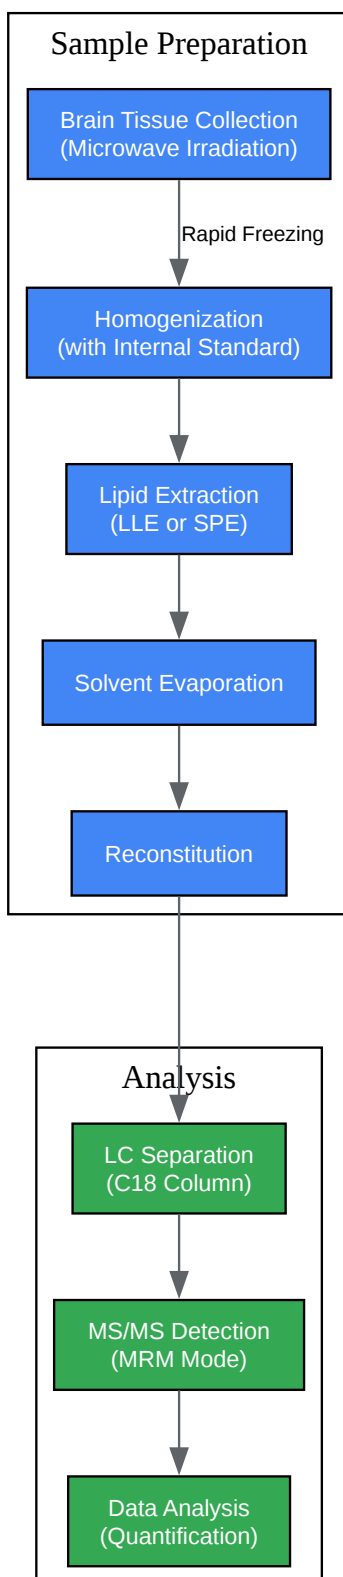 Sample Preparation
Brain Tissue Collection
(Microwave Irradiation)
Rapid Freezing
Homogenization
(with Internal Standard)
Lipid Extraction
(LLE or SPE)
Solvent Evaporation
Reconstitution
Analysis
LC Separation
(C18 Column)
MS/MS Detection
(MRM Mode)
Data Analysis
(Quantification)